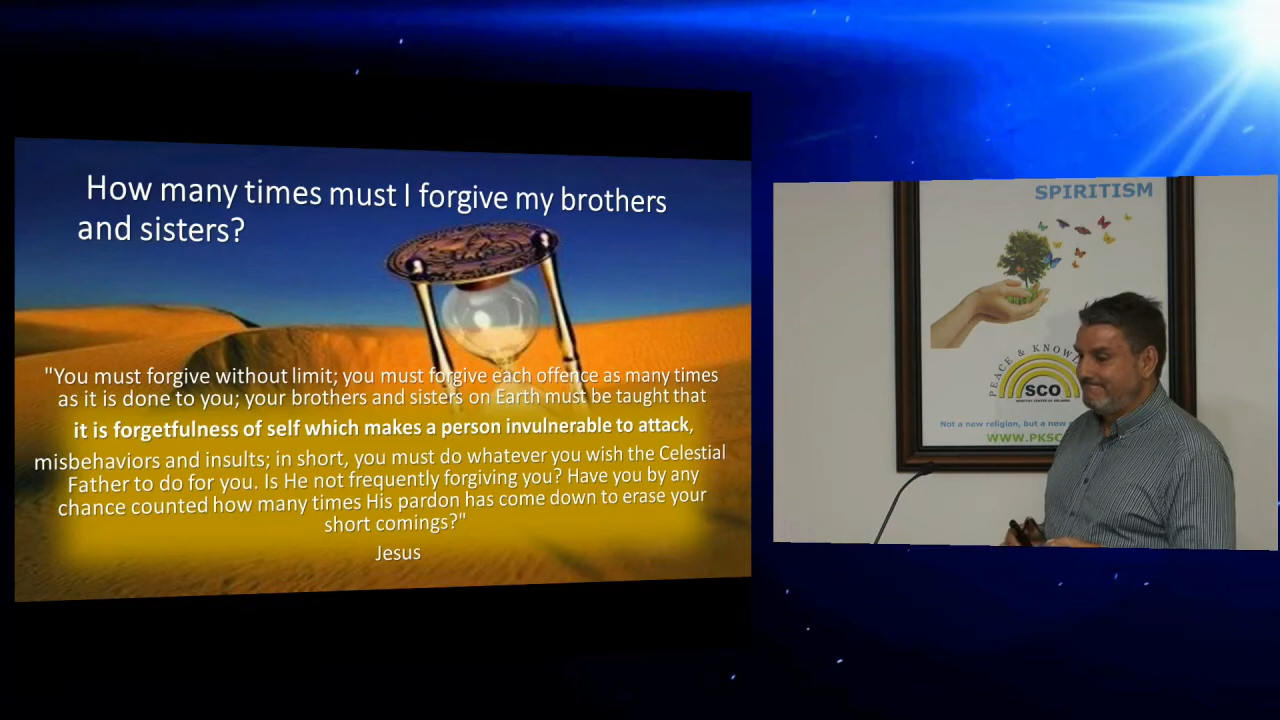 How many times must I forgive my brothers
and sisters?
"You must forgive without limit; you must forgive each offence as many times
as it is done to you; your brothers and sisters on Earth must be taught that
it is forgetfulness of self which makes a person invulnerable to attack,
misbehaviors and insults; in short, you must do whatever you wish the Celestial
Father to do for you. Is He not frequently forgiving you? Have you by any
chance counted how many times His pardon has come down to erase your
short comings?"
Jesus
SPIRITISM
PEACE & KNOW
SCO
Not a new religion, but a new
WWW.PKSC